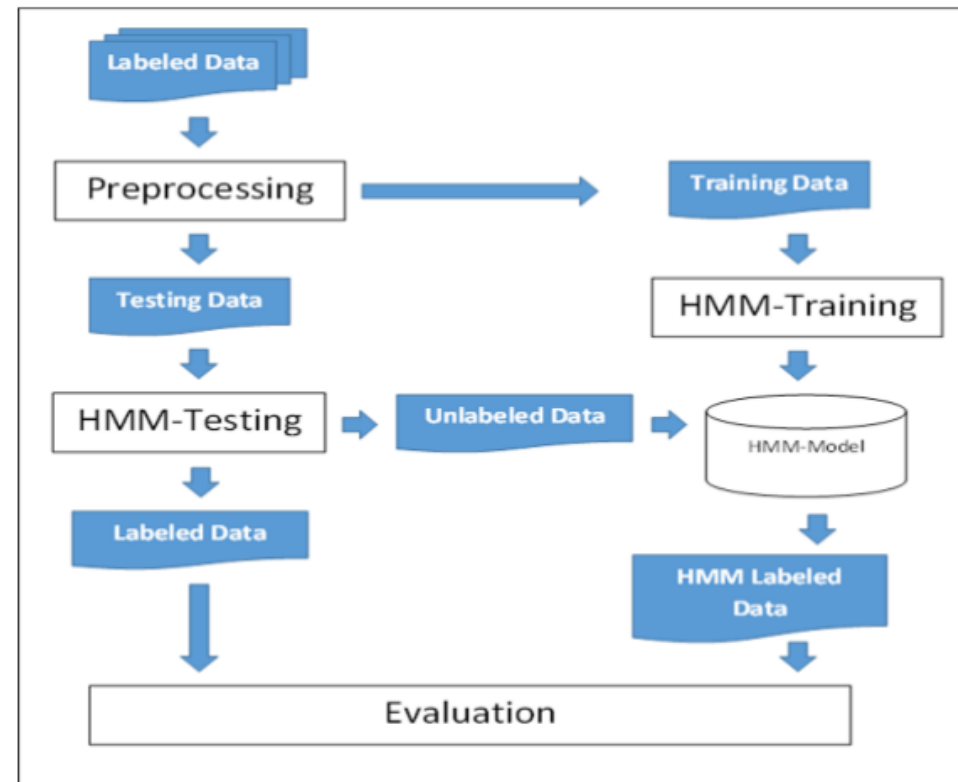 Labeled Data
Preprocessing
Training Data
Testing Data
HMM-Training
HMM-Testing
Unlabeled Data
HMM-Model
Labeled Data
HMM Labeled
Data
Evaluation